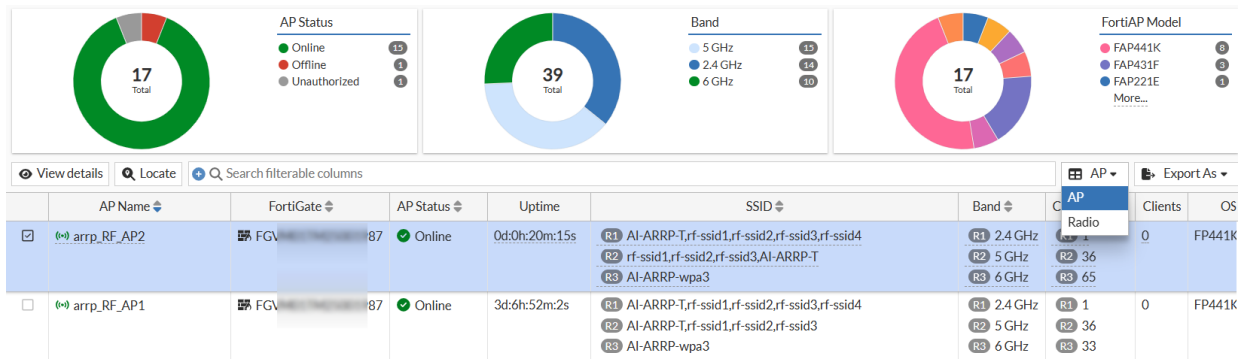 AP Status
17
Total
Online 15
Offline 1
Unauthorized 1
Band
39
Total
5 GHz 15
2.4 GHz 14
6 GHz 10
FortiAP Model
17
Total
FAP441K 8
FAP431F 3
FAP221E 1
More...
View details Locate Search filterable columns AP Export As
AP
Radio
AP Name FortiGate AP Status Uptime SSID Band C Clients OS
arrp_RF_AP2 FGV 87 Online 0d:0h:20m:15s R1 AI-ARRP-T,rf-ssid1,rf-ssid2,rf-ssid3,rf-ssid4 R1 2.4 GHz R1 1 0 FP441K
R2 rf-ssid1,rf-ssid2,rf-ssid3,AI-ARRP-T R2 5 GHz R2 36
R3 AI-ARRP-wpa3 R3 6 GHz R3 65
arrp_RF_AP1 FGV 87 Online 3d:6h:52m:2s R1 AI-ARRP-T,rf-ssid1,rf-ssid2,rf-ssid3,rf-ssid4 R1 2.4 GHz R1 1 0 FP441K
R2 AI-ARRP-T,rf-ssid1,rf-ssid2,rf-ssid3 R2 5 GHz R2 36
R3 AI-ARRP-wpa3 R3 6 GHz R3 33